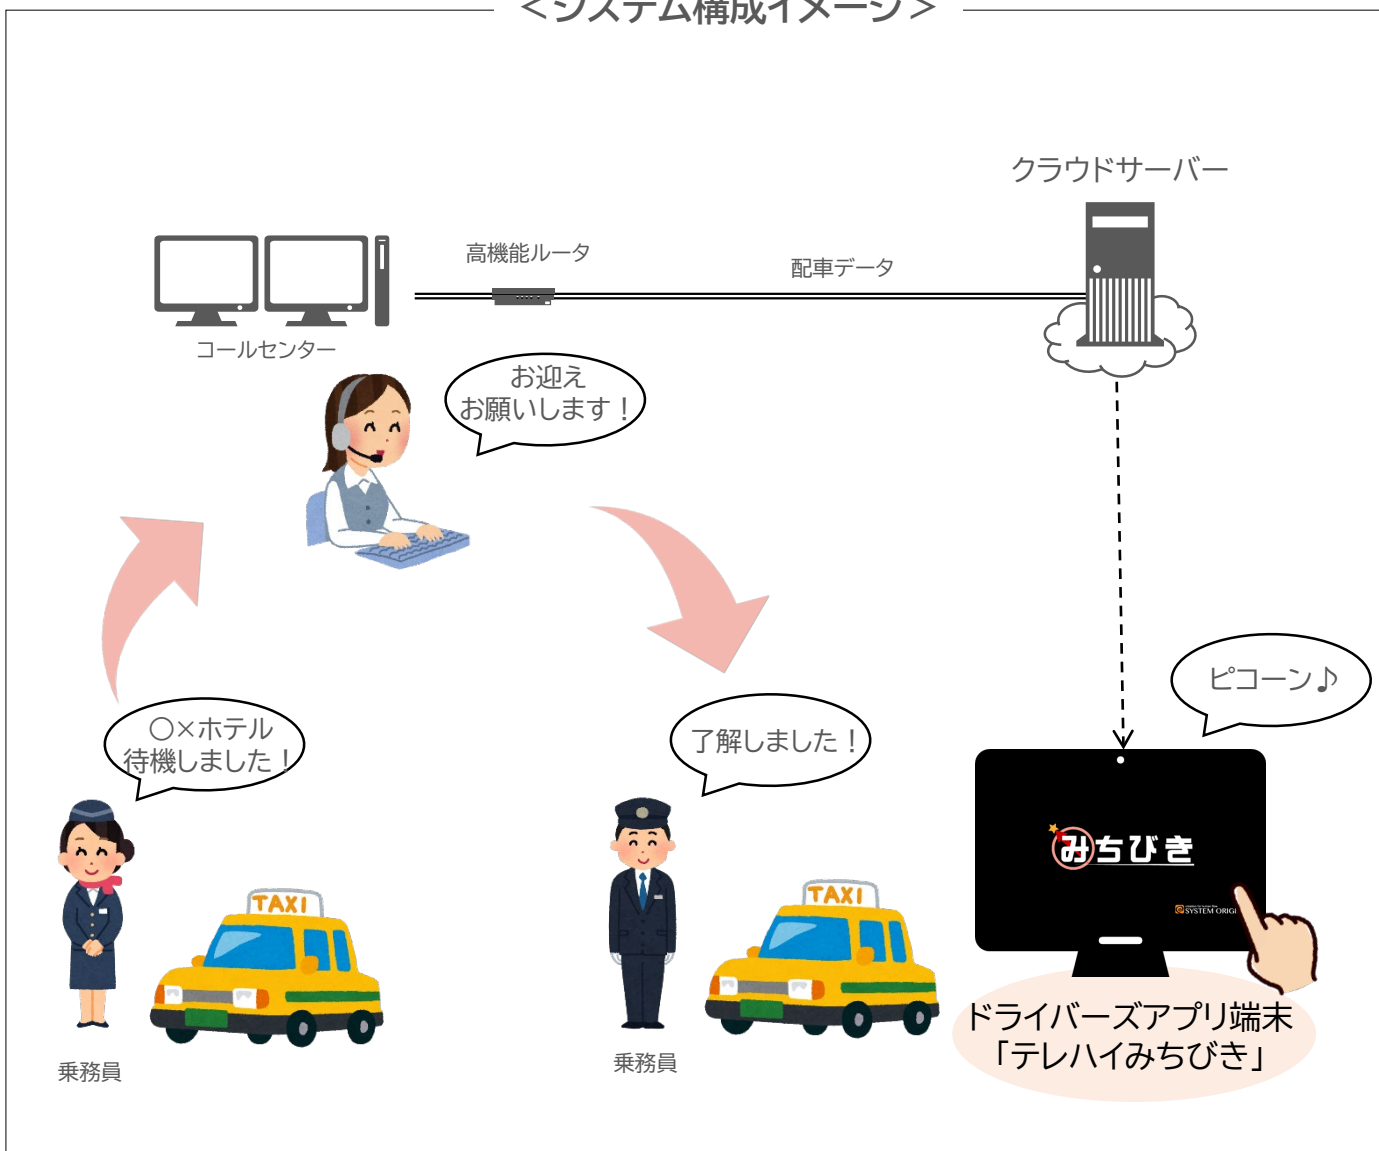 ＜システム構成イメージ＞
クラウドサーバー
高機能ルータ
配車データ
コールセンター
お迎え
お願いします！
ピコーン♪
〇×ホテル
待機しました！
了解しました！
みちびき
SYSTEM ORIGI
TAXI
TAXI
乗務員
乗務員
ドライバーズアプリ端末
「テレハイみちびき」